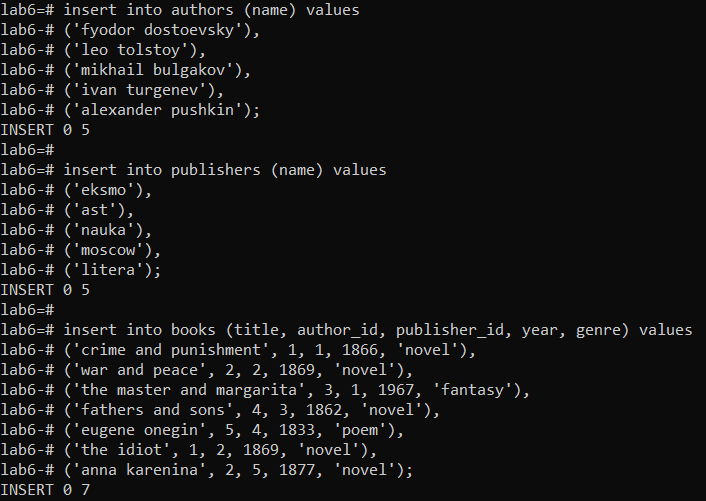 lab6=# insert into authors (name) values
lab6-# ('fyodor dostoevsky'),
lab6-# ('leo tolstoy'),
lab6-# ('mikhail bulgakov'),
lab6-# ('ivan turgenev'),
lab6-# ('alexander pushkin');
INSERT 0 5
lab6=#
lab6=# insert into publishers (name) values
lab6-# ('eksmo'),
lab6-# ('ast'),
lab6-# ('nauka'),
lab6-# ('moscow'),
lab6-# ('litera');
INSERT 0 5
lab6=#
lab6=# insert into books (title, author_id, publisher_id, year, genre) values
lab6-# ('crime and punishment', 1, 1, 1866, 'novel'),
lab6-# ('war and peace', 2, 2, 1869, 'novel'),
lab6-# ('the master and margarita', 3, 1, 1967, 'fantasy'),
lab6-# ('fathers and sons', 4, 3, 1862, 'novel'),
lab6-# ('eugene onegin', 5, 4, 1833, 'poem'),
lab6-# ('the idiot', 1, 2, 1869, 'novel'),
lab6-# ('anna karenina', 2, 5, 1877, 'novel');
INSERT 0 7